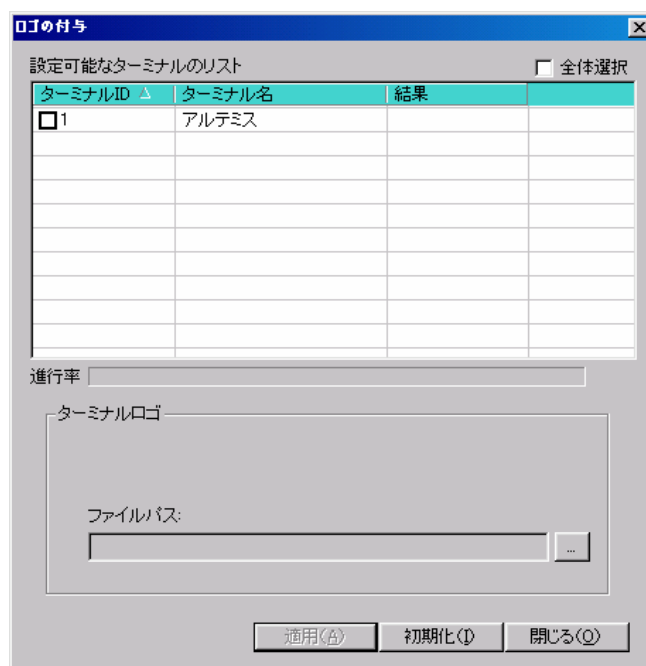 ロゴの付与
設定可能なターミナルのリスト 全体選択
ターミナルID ターミナル名 結果
1 アルテミス
進行率
ターミナルロゴ
ファイルパス:
...
適用(A) 初期化(I) 閉じる(O)